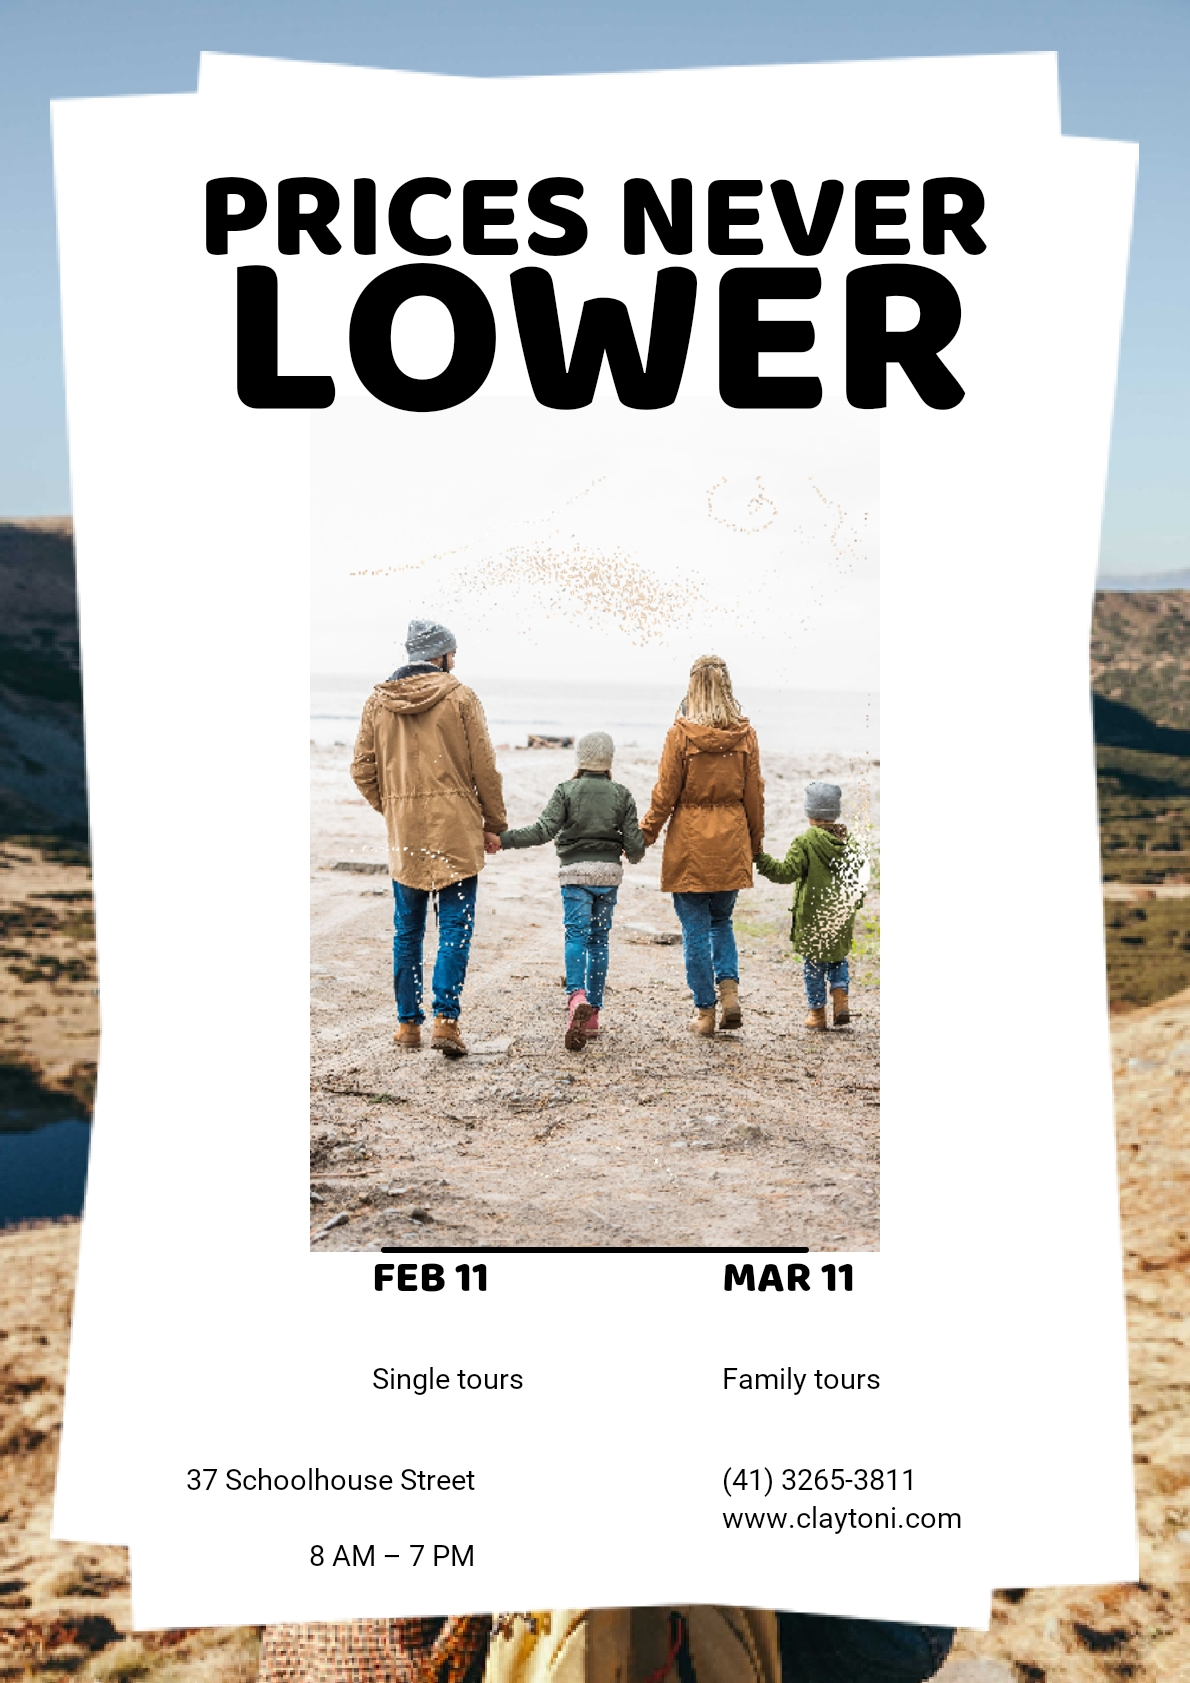 PRICES NEVER
LOWER
FEB 11
MAR 11
Single tours
Family tours
37 Schoolhouse Street
8 AM – 7 PM
(41) 3265-3811
www.claytoni.com